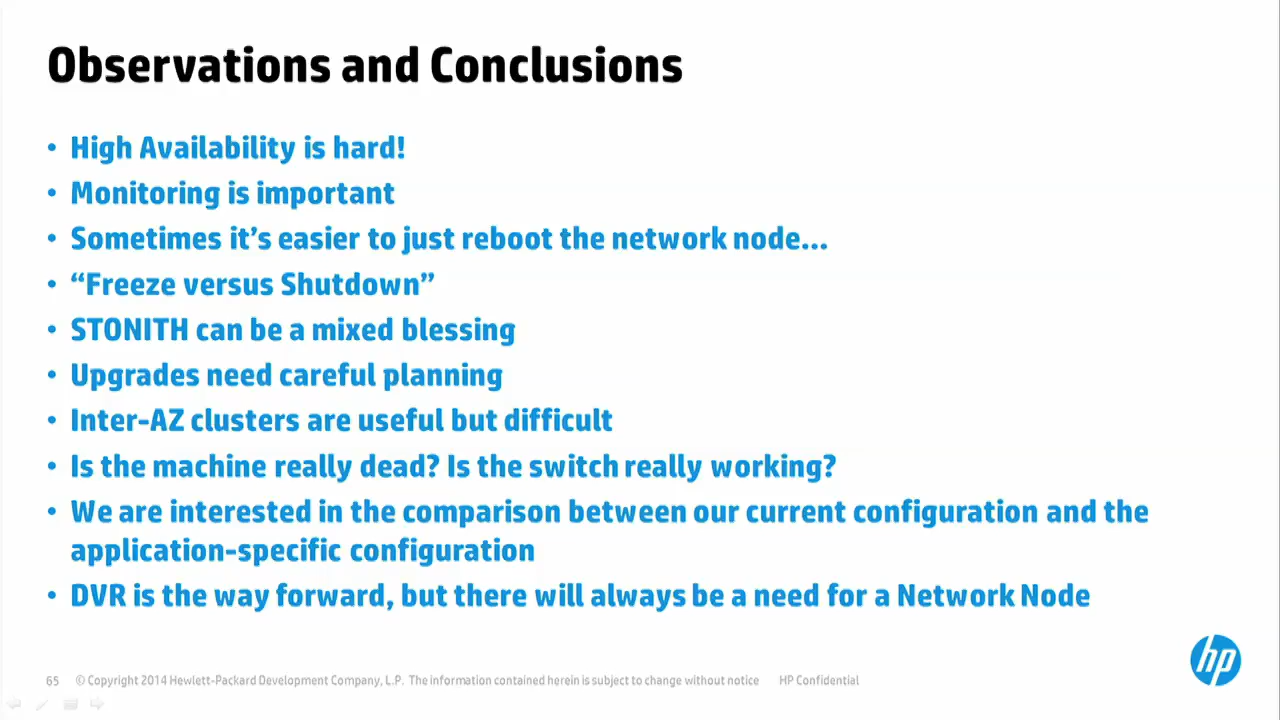 Observations and Conclusions
• High Availability is hard!
• Monitoring is important
• Sometimes it’s easier to just reboot the network node...
• “Freeze versus Shutdown”
• STONITH can be a mixed blessing
• Upgrades need careful planning
• Inter-AZ clusters are useful but difficult
• Is the machine really dead? Is the switch really working?
• We are interested in the comparison between our current configuration and the
application-specific configuration
• DVR is the way forward, but there will always be a need for a Network Node
hp
65 © Copyright 2014 Hewlett-Packard Development Company, L.P. The information contained herein is subject to change without notice HP Confidential